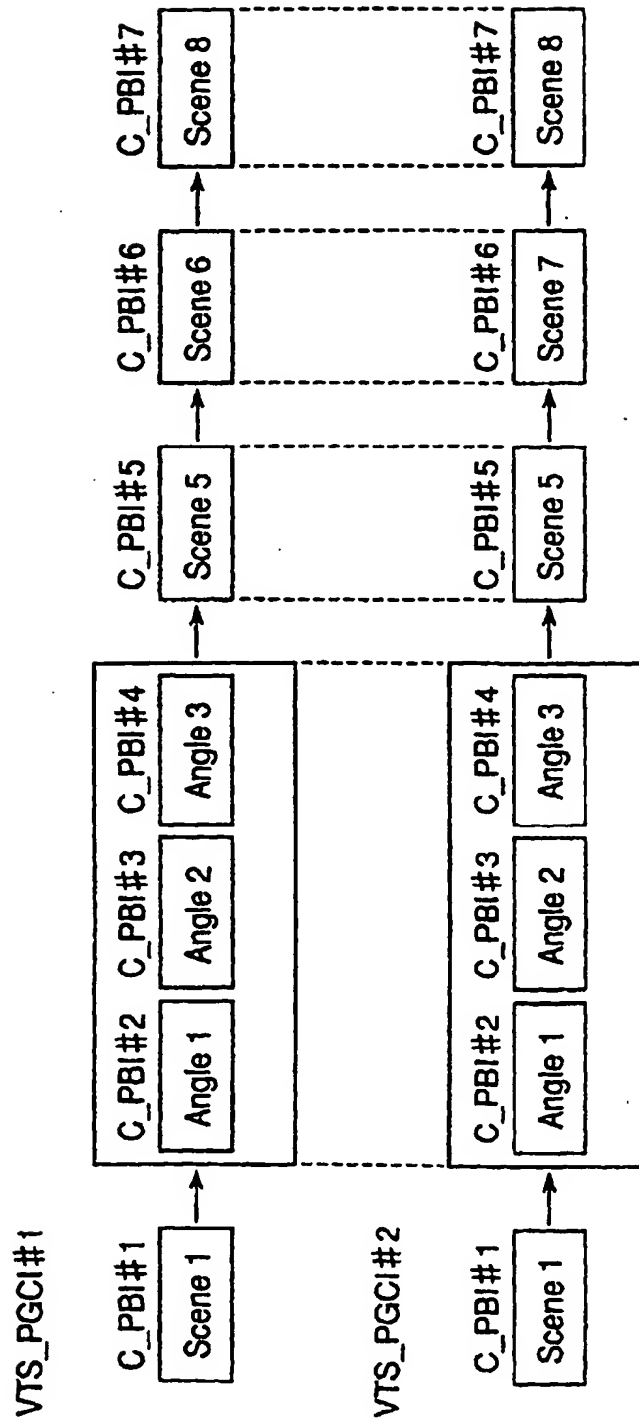 VTS_PGCI#1
C_PBI#1
Scene 1
C_PBI#2
Angle 1
C_PBI#3
Angle 2
C_PBI#4
Angle 3
C_PBI#5
Scene 5
C_PBI#6
Scene 6
C_PBI#7
Scene 8
VTS_PGCI#2
C_PBI#1
Scene 1
C_PBI#2
Angle 1
C_PBI#3
Angle 2
C_PBI#4
Angle 3
C_PBI#5
Scene 5
C_PBI#6
Scene 7
C_PBI#7
Scene 8